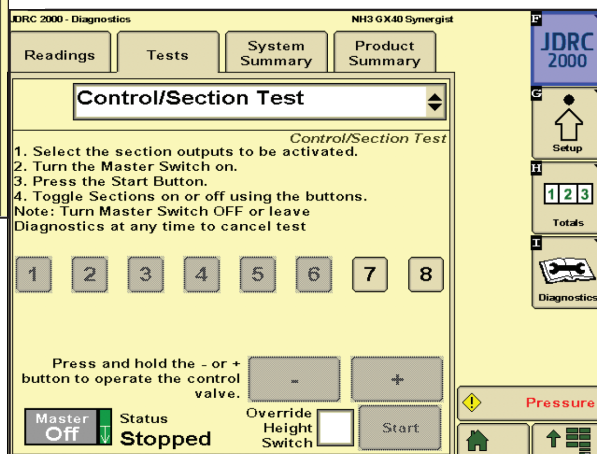 JDRC 2000 - Diagnostics
NH3 GX40 Synergist
Readings
Tests
System
Summary
Product
Summary
Control/Section Test
Control/Section Test
1. Select the section outputs to be activated.
2. Turn the Master Switch on.
3. Press the Start Button.
4. Toggle Sections on or off using the buttons.
Note: Turn Master Switch OFF or leave
Diagnostics at any time to cancel test
1 2 3 4 5 6 7 8
Press and hold the - or +
button to operate the control
valve.
- +
Master
Off
Status
Stopped
Override
Height
Switch
Start
F
JDRC
2000
G
Setup
H
1 2 3
Totals
I
Diagnostics
Pressure